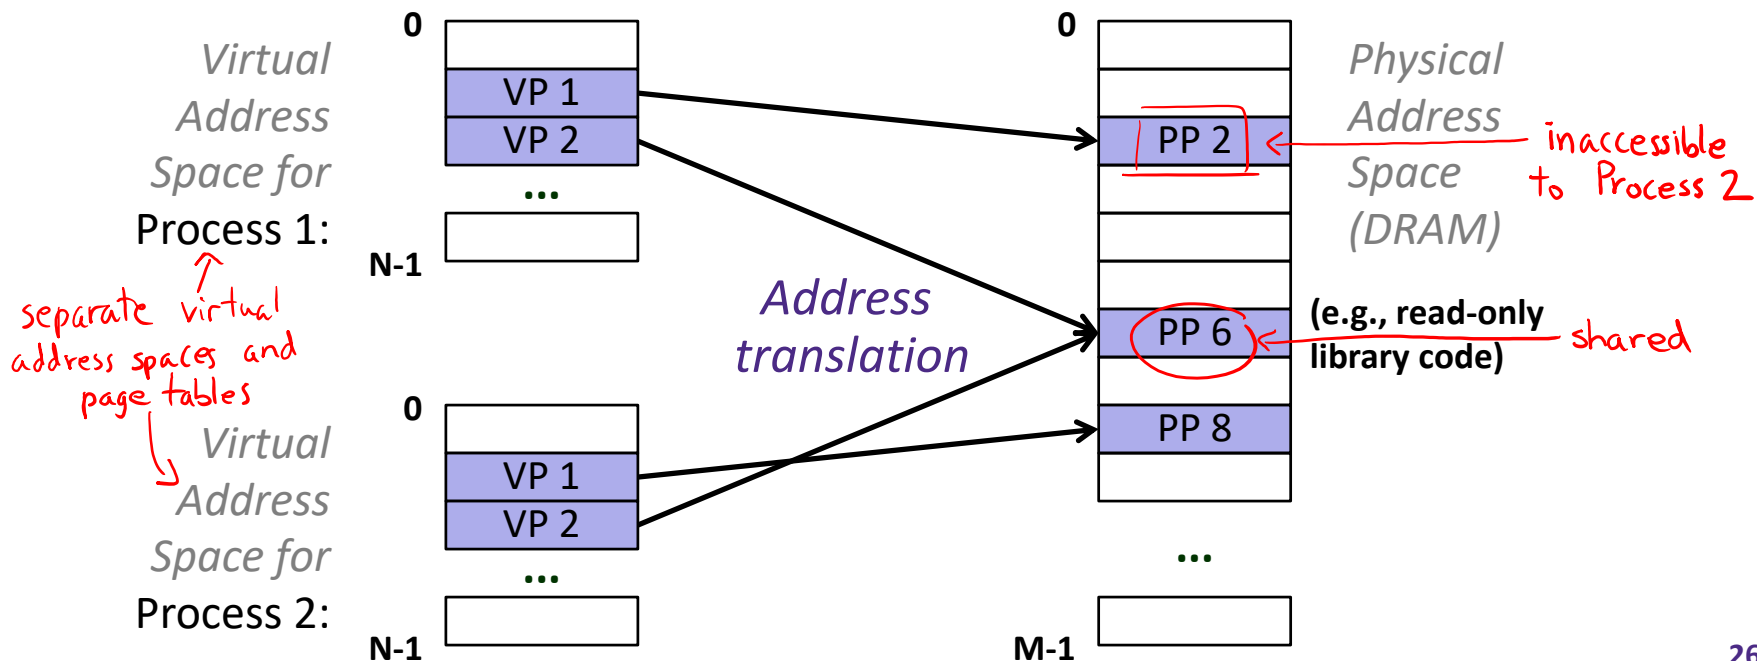 0
Virtual
Address
Space for
Process 1:
VP 1
VP 2
...
N-1
separate virtual
address spaces and
page tables
0
Virtual
Address
Space for
Process 2:
VP 1
VP 2
...
N-1
Address
translation
0
PP 2
PP 6
PP 8
...
M-1
Physical
Address
Space
(DRAM)
inaccessible
to Process 2
(e.g., read-only
library code)
shared
26